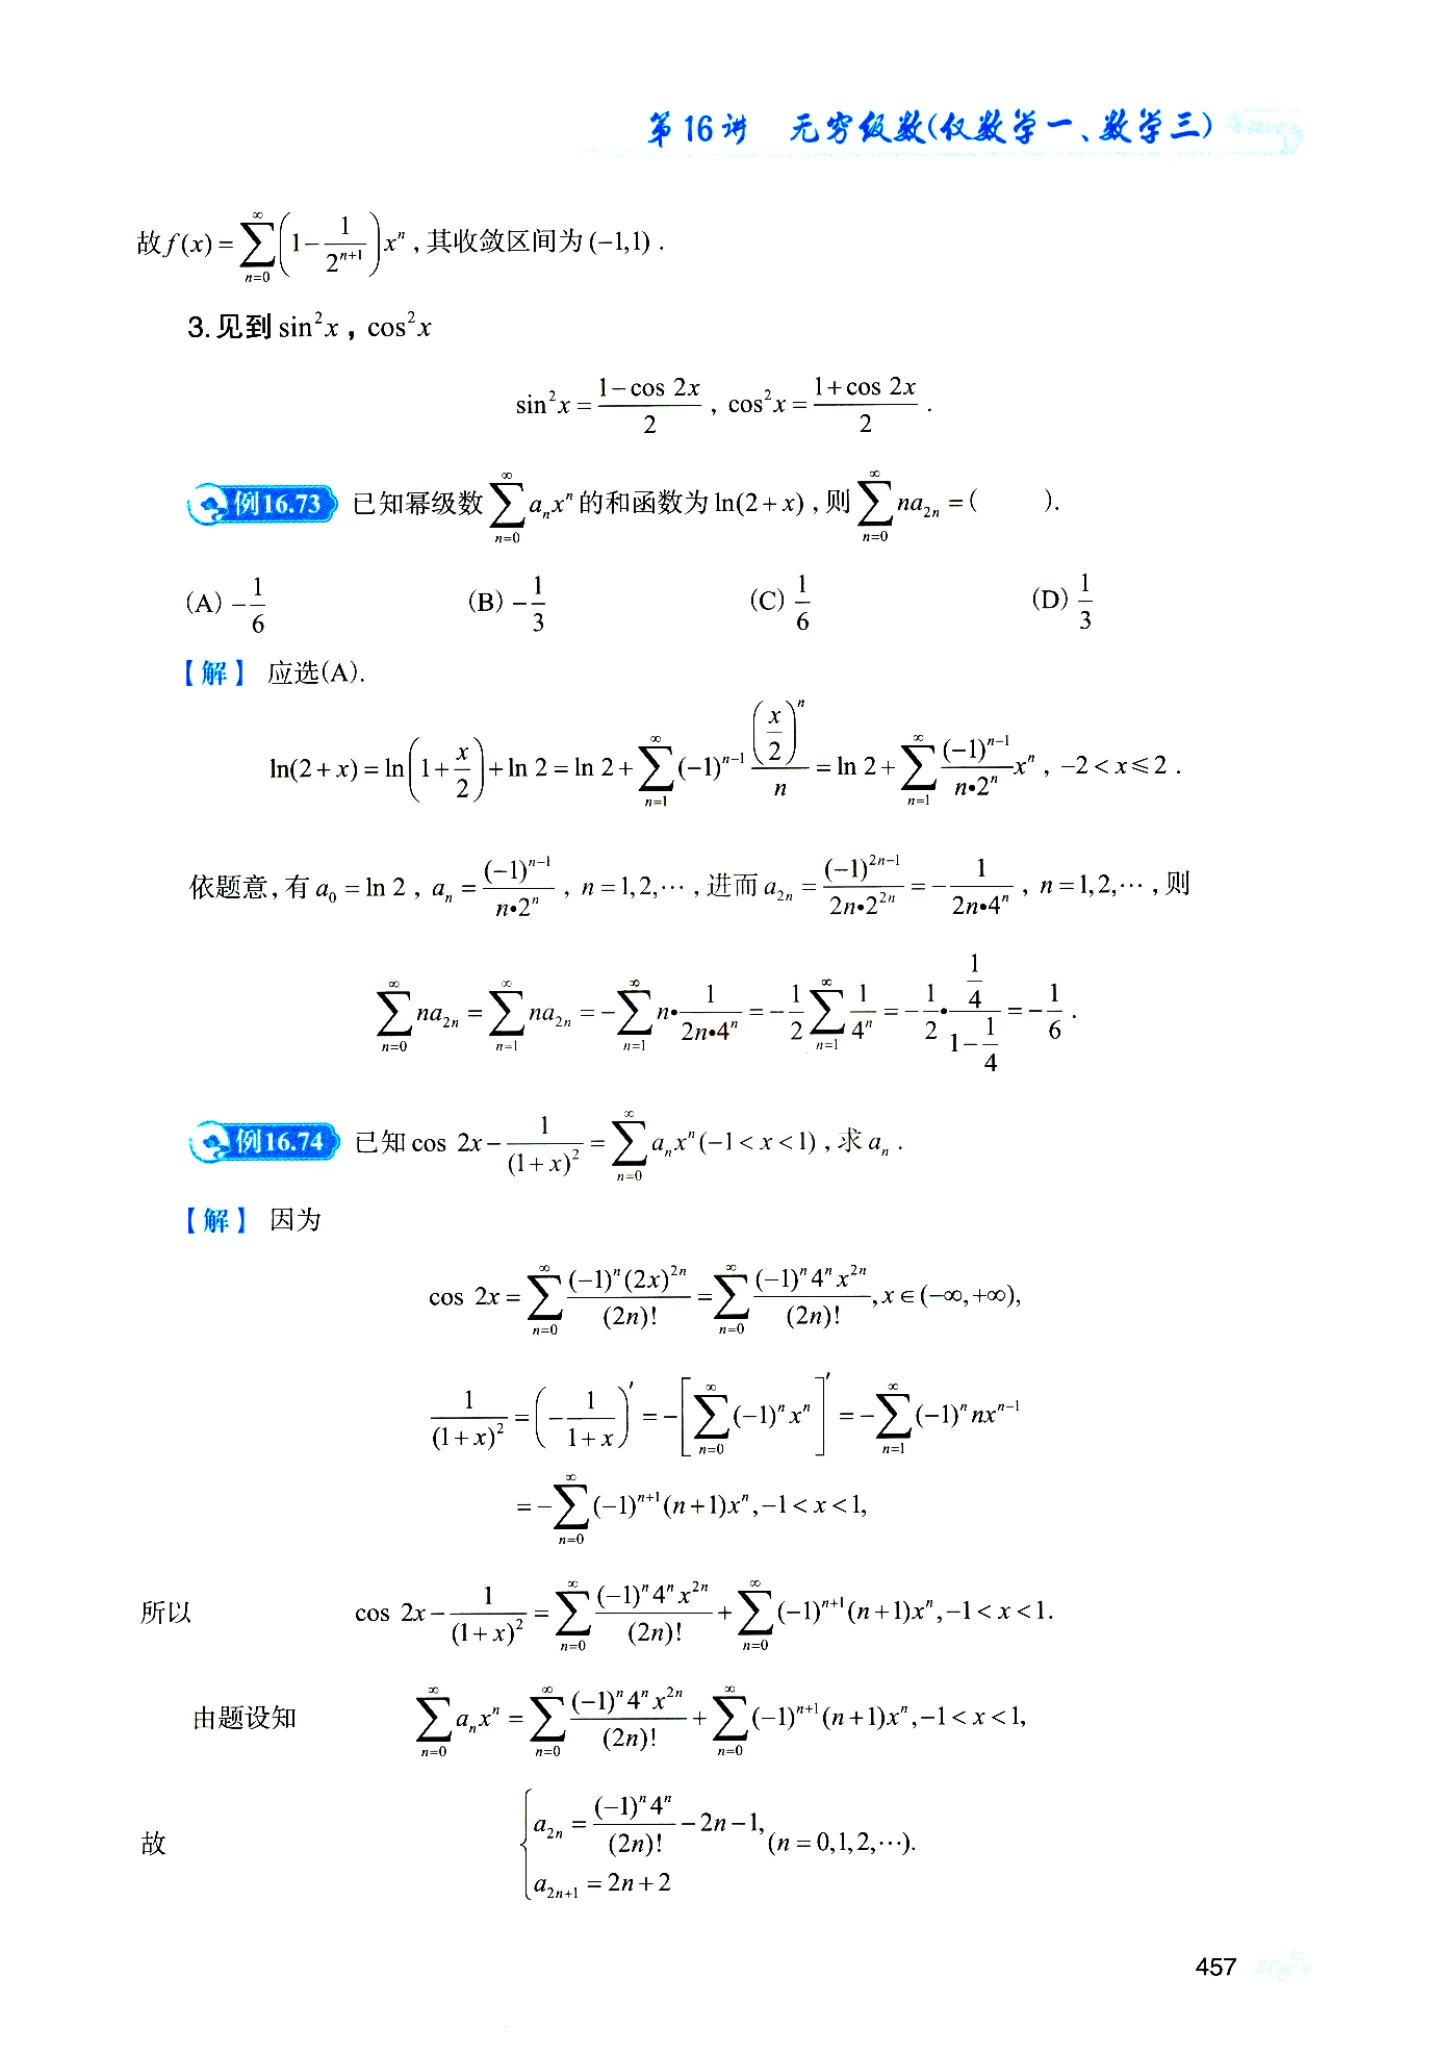 第16讲 无穷级数(仅数学一、数学三)
故 $f(x)=\sum_{n=0}^{\infty}\left(1-\frac{1}{2^{n+1}}\right)x^n$ ,其收敛区间为(-1,1) .
3.见到 $\sin^2 x$ , $\cos^2 x$
$\sin^2 x=\frac{1-\cos 2x}{2}$ , $\cos^2 x=\frac{1+\cos 2x}{2}$ .
例16.73 已知幂级数 $\sum_{n=0}^{\infty}a_n x^n$ 的和函数为 $\ln(2+x)$ ,则 $\sum_{n=0}^{\infty}na_{2n}=$( ).
(A) $-\frac{1}{6}$ (B) $-\frac{1}{3}$ (C) $\frac{1}{6}$ (D) $\frac{1}{3}$
【解】 应选(A).
$\ln(2+x)=\ln\left(1+\frac{x}{2}\right)+\ln 2=\ln 2+\sum_{n=1}^{\infty}(-1)^{n-1}\frac{\left(\frac{x}{2}\right)^n}{n}=\ln 2+\sum_{n=1}^{\infty}\frac{(-1)^{n-1}}{n\cdot 2^n}x^n$ , $-2<x\leqslant 2$ .
依题意,有 $a_0=\ln 2$ , $a_n=\frac{(-1)^{n-1}}{n\cdot 2^n}$ , $n=1,2,\cdots$ ,进而 $a_{2n}=\frac{(-1)^{2n-1}}{2n\cdot 2^{2n}}=-\frac{1}{2n\cdot 4^n}$ , $n=1,2,\cdots$ ,则
$\sum_{n=0}^{\infty}na_{2n}=\sum_{n=1}^{\infty}na_{2n}=-\sum_{n=1}^{\infty}n\cdot\frac{1}{2n\cdot 4^n}=-\frac{1}{2}\sum_{n=1}^{\infty}\frac{1}{4^n}=-\frac{1}{2}\cdot\frac{\frac{1}{4}}{1-\frac{1}{4}}=-\frac{1}{6}$ .
例16.74 已知 $\cos 2x-\frac{1}{(1+x)^2}=\sum_{n=0}^{\infty}a_n x^n(-1<x<1)$ ,求 $a_n$ .
【解】 因为
$\cos 2x=\sum_{n=0}^{\infty}\frac{(-1)^n(2x)^{2n}}{(2n)!}=\sum_{n=0}^{\infty}\frac{(-1)^n 4^n x^{2n}}{(2n)!},x\in(-\infty,+\infty),$
$\frac{1}{(1+x)^2}=\left(-\frac{1}{1+x}\right)'=-\left[\sum_{n=0}^{\infty}(-1)^n x^n\right]'=-\sum_{n=1}^{\infty}(-1)^n nx^{n-1}$
$=-\sum_{n=0}^{\infty}(-1)^{n+1}(n+1)x^n,-1<x<1,$
所以 $\cos 2x-\frac{1}{(1+x)^2}=\sum_{n=0}^{\infty}\frac{(-1)^n 4^n x^{2n}}{(2n)!}+\sum_{n=0}^{\infty}(-1)^{n+1}(n+1)x^n,-1<x<1.$
由题设知 $\sum_{n=0}^{\infty}a_n x^n=\sum_{n=0}^{\infty}\frac{(-1)^n 4^n x^{2n}}{(2n)!}+\sum_{n=0}^{\infty}(-1)^{n+1}(n+1)x^n,-1<x<1,$
故 $\begin{cases}a_{2n}=\frac{(-1)^n 4^n}{(2n)!}-2n-1,\\a_{2n+1}=2n+2\end{cases}(n=0,1,2,\cdots).$
457